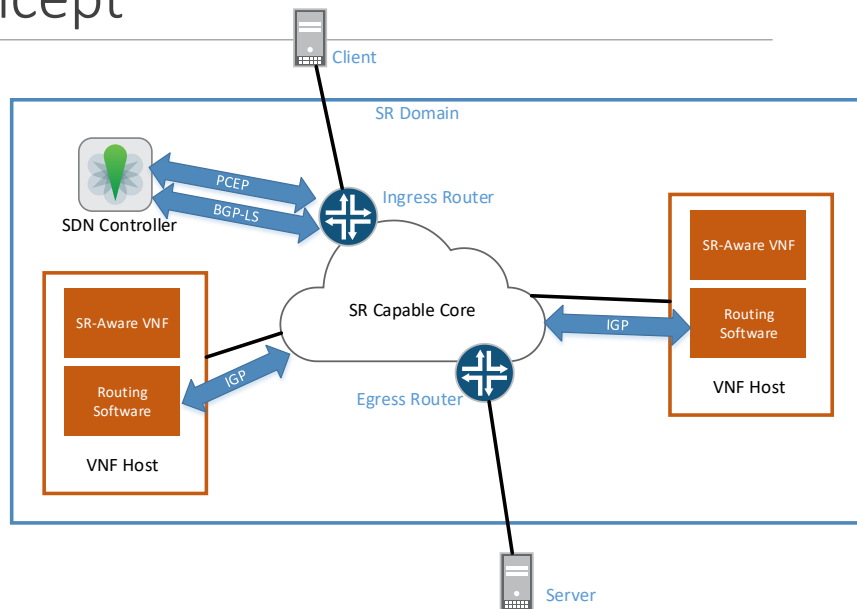 Client
SR Domain
PCEP
BGP-LS
Ingress Router
SDN Controller
SR-Aware VNF
Routing
Software
VNF Host
IGP
SR Capable Core
SR-Aware VNF
Routing
Software
VNF Host
IGP
Egress Router
Server